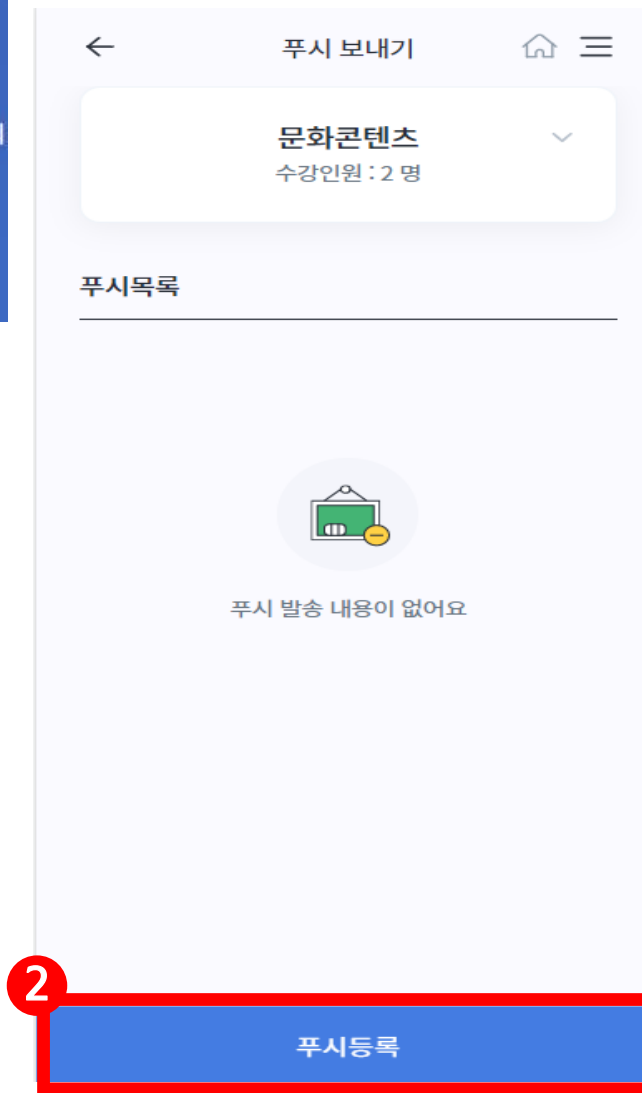 푸시 보내기
문화콘텐츠
수강인원 : 2 명
푸시목록
푸시 발송 내용이 없어요
2
푸시등록